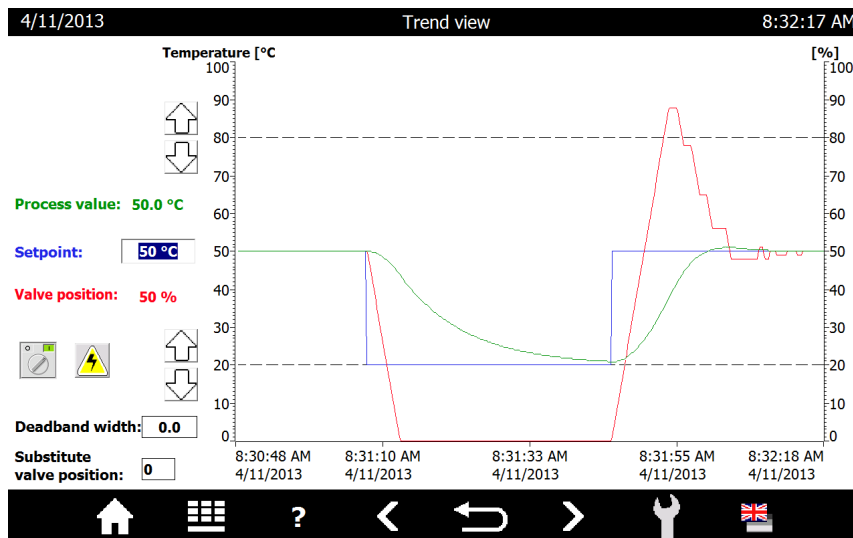 4/11/2013 Trend view 8:32:17 AM
Temperature [°C [%]
100 100
90 90
80 80
70 70
Process value: 50.0 °C
60 60
Setpoint: 50 °C
50 50
Valve position: 50 %
40 40
30 30
20 20
10 10
Deadband width: 0.0
0 0
Substitute
valve position: 0
8:30:48 AM 8:31:10 AM 8:31:33 AM 8:31:55 AM 8:32:18 AM
4/11/2013 4/11/2013 4/11/2013 4/11/2013 4/11/2013
?